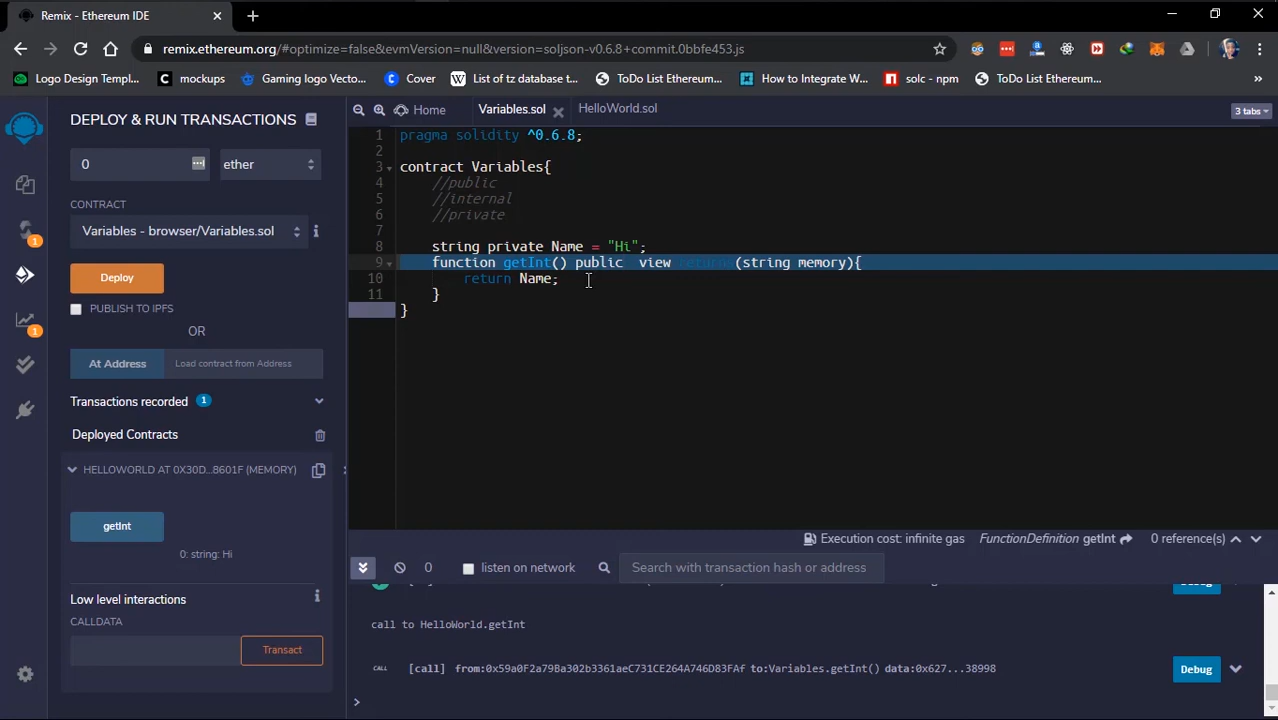 Remix - Ethereum IDE
remix.ethereum.org/#optimize=false&evmVersion=null&version=soljson-v0.6.8+commit.0bbfe453.js
Logo Design Templ...
mockups
Gaming logo Vecto...
Cover
List of tz database t...
ToDo List Ethereum...
How to Integrate W...
solc - npm
ToDo List Ethereum...
DEPLOY & RUN TRANSACTIONS
0
ether
CONTRACT
Variables - browser/Variables.sol
Deploy
PUBLISH TO IPFS
OR
At Address
Load contract from Address
Transactions recorded 1
Deployed Contracts
HELLOWORLD AT 0X30D...8601F (MEMORY)
getInt
0: string: Hi
Low level interactions
CALLDATA
Transact
1
1
Home
Variables.sol
HelloWorld.sol
3 tabs
1 pragma solidity ^0.6.8;
2
3 contract Variables{
4 //public
5 //internal
6 //private
7
8 string private Name = "Hi";
9 function getInt() public  view returns (string memory){
10 return Name;
11 }
}
Execution cost: infinite gas
FunctionDefinition getInt
0 reference(s)
0
listen on network
Search with transaction hash or address
Debug
call to HelloWorld.getInt
CALL [call] from:0x59a0F2a79Ba302b3361aeC731CE264A746D83FAf to:Variables.getInt() data:0x627...38998
Debug
>